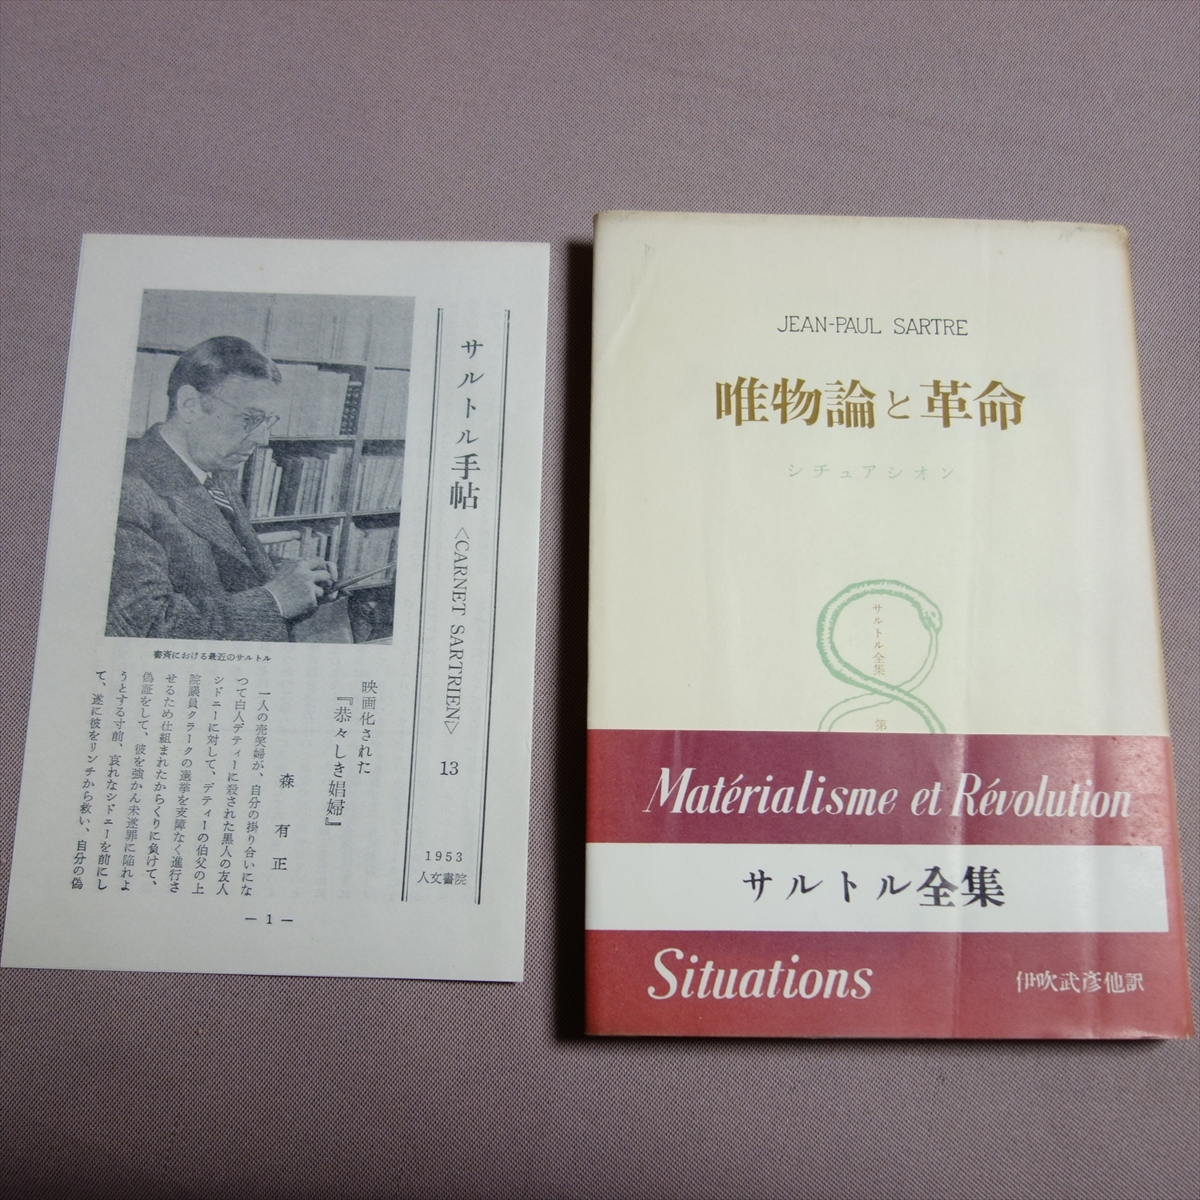 サルトル手帖
〈CARNET SARTRIEN〉
13
1953
人文書院
書斉における最近のサルトル
映画化された
『恭々しき娼婦』
森有正
一人の売笑婦が、自分の掛り合いにな
つて白人デティーに殺された黒人の友人
シドニーに対して、デティーの伯父の上
院議員クラークの選挙を支障なく進行さ
せるため仕組まれたからくりに負けて、
偽証をして、彼を強かん未遂罪に陥れよ
うとする寸前、哀れなシドニーを前にし
て、遂に彼をリンチから救い、自分の偽
— 1 —
JEAN-PAUL SARTRE
唯物論と革命
シチュアシオン
サルトル全集
第
Matérialisme et Révolution
サルトル全集
Situations
伊吹武彦他訳